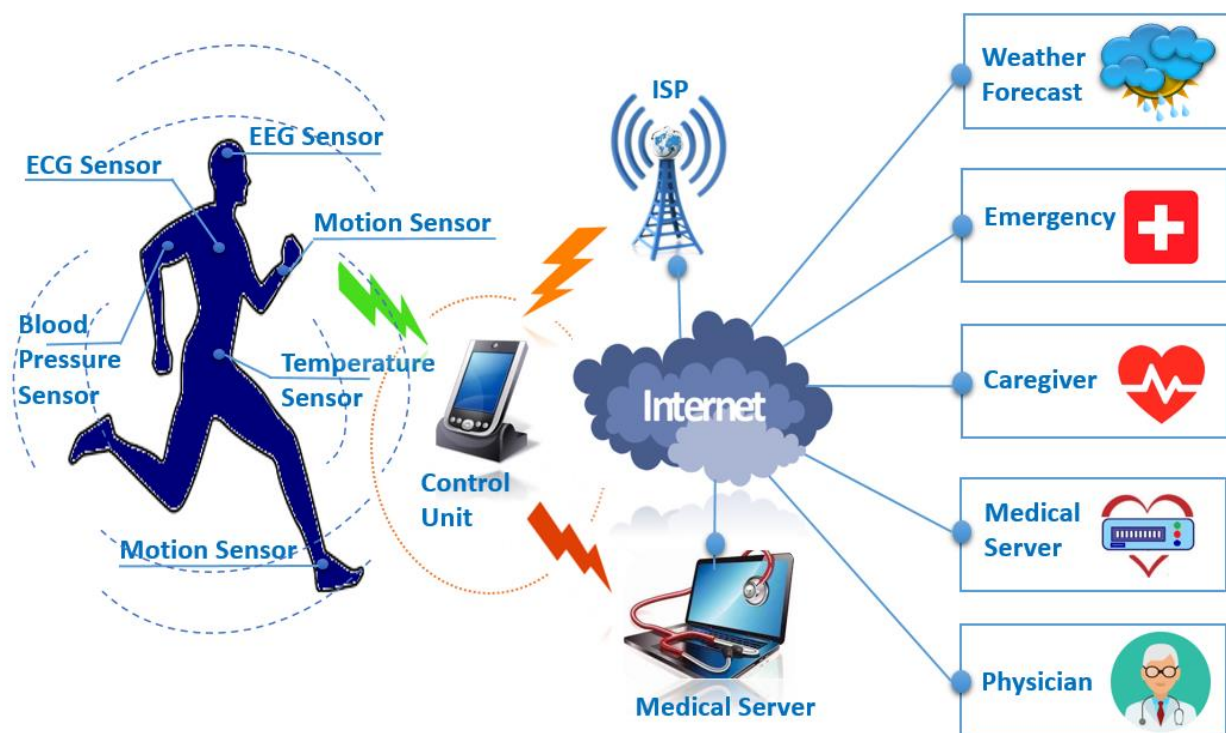 EEG Sensor
ECG Sensor
Motion Sensor
Blood
Pressure
Sensor
Temperature
Sensor
Motion Sensor
Control
Unit
ISP
Internet
Medical Server
Weather
Forecast
Emergency
Caregiver
Medical
Server
Physician